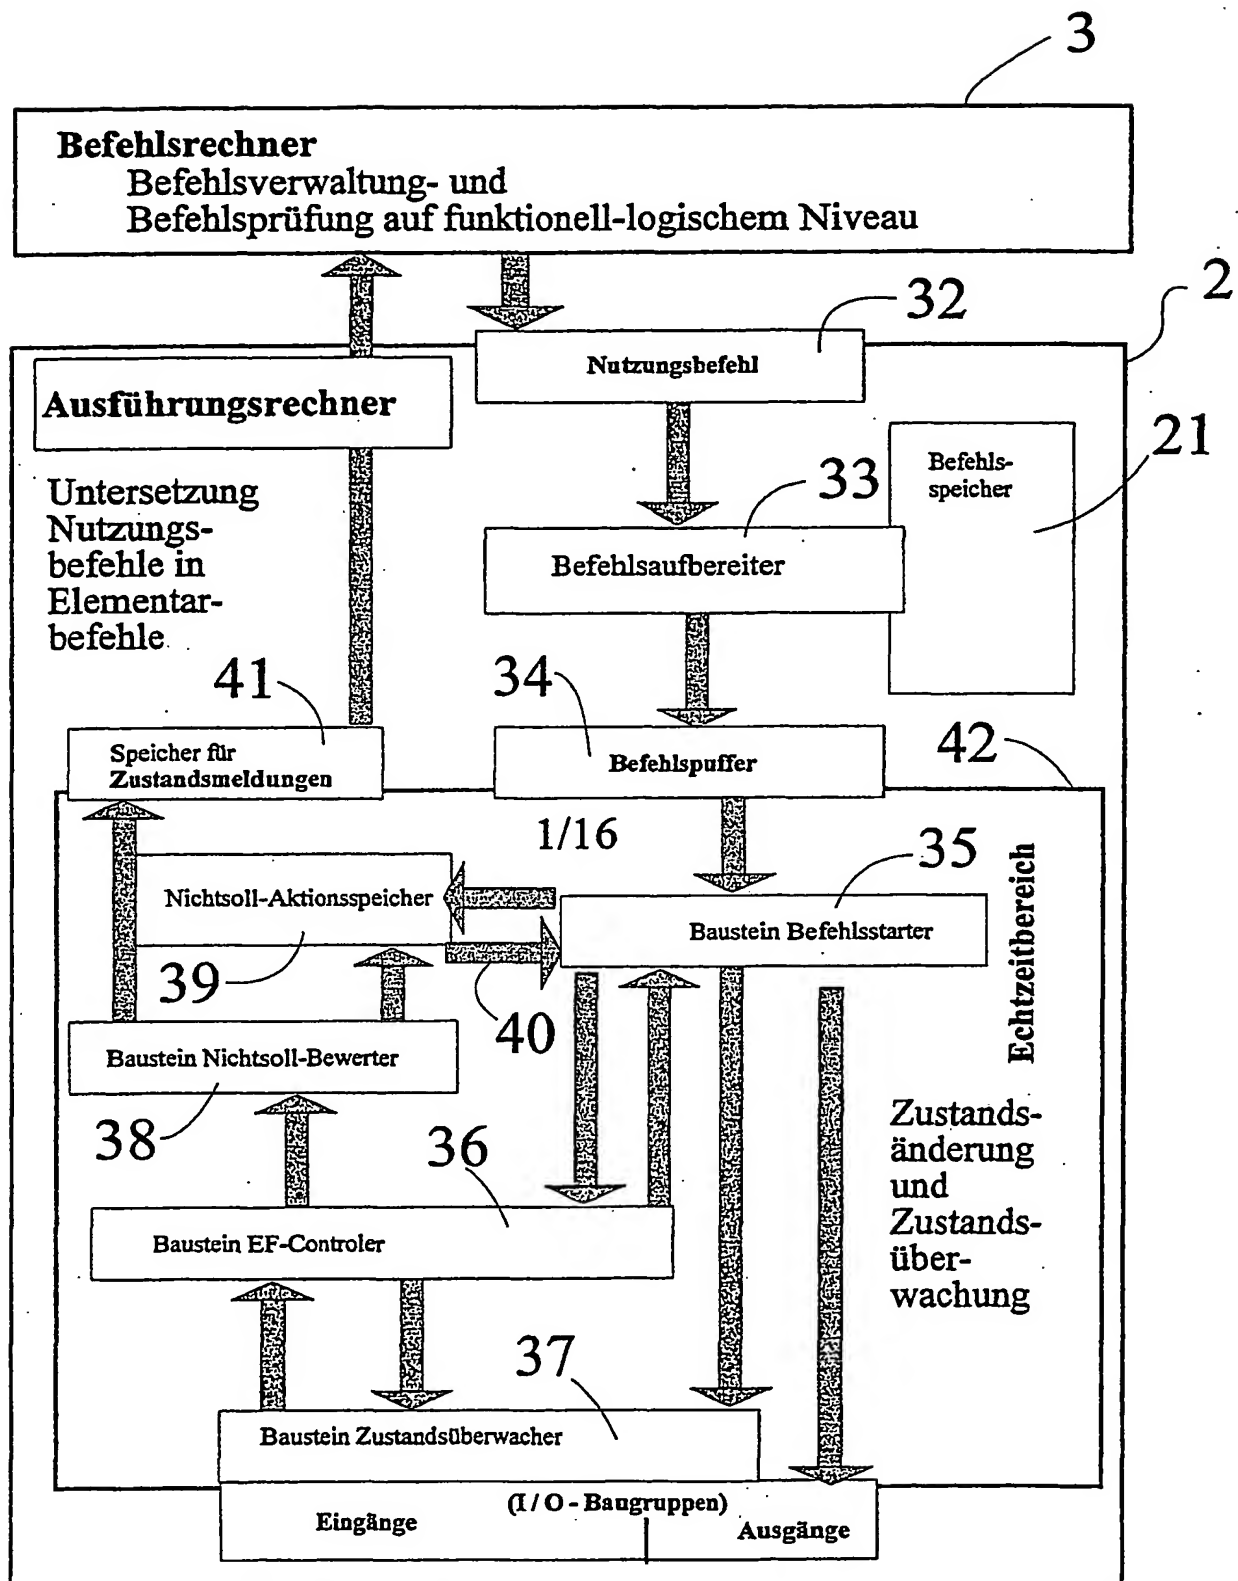 3
Befehlsrechner
Befehlsverwaltung- und
Befehlsprüfung auf funktionell-logischem Niveau
2
32
Nutzungsbefehl
Ausführungsrechner
21
Befehls-
speicher
33
Befehlsaufbereiter
Untersetzung
Nutzungs-
befehle in
Elementar-
befehle
41
34
Speicher für
Zustandsmeldungen
Befehlspuffer
42
1/16
35
Nichtsoll-Aktionsspeicher
Baustein Befehlsstarter
Echtzeitbereich
39
40
Baustein Nichtsoll-Bewerter
38
36
Zustands-
änderung
und
Zustands-
über-
wachung
Baustein EF-Controler
37
Baustein Zustandsüberwacher
(I / O - Baugruppen)
Eingänge
Ausgänge